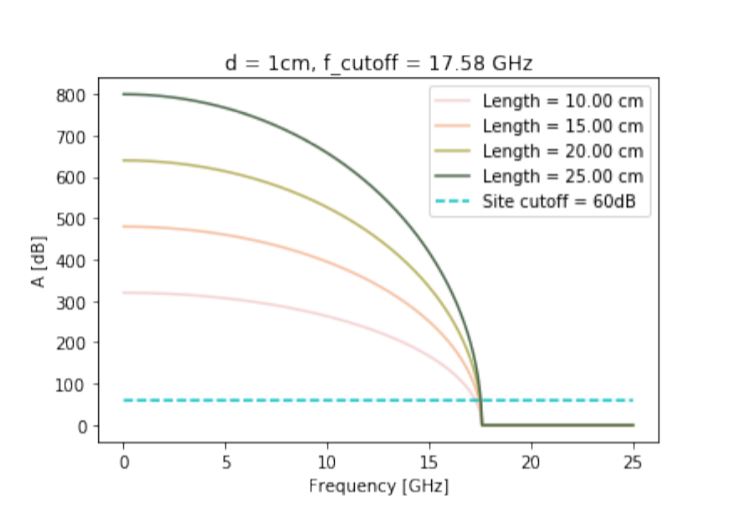 d = 1cm, f_cutoff = 17.58 GHz
Length = 10.00 cm
Length = 15.00 cm
Length = 20.00 cm
Length = 25.00 cm
Site cutoff = 60dB
A [dB]
800
700
600
500
400
300
200
100
0
0 5 10 15 20 25
Frequency [GHz]